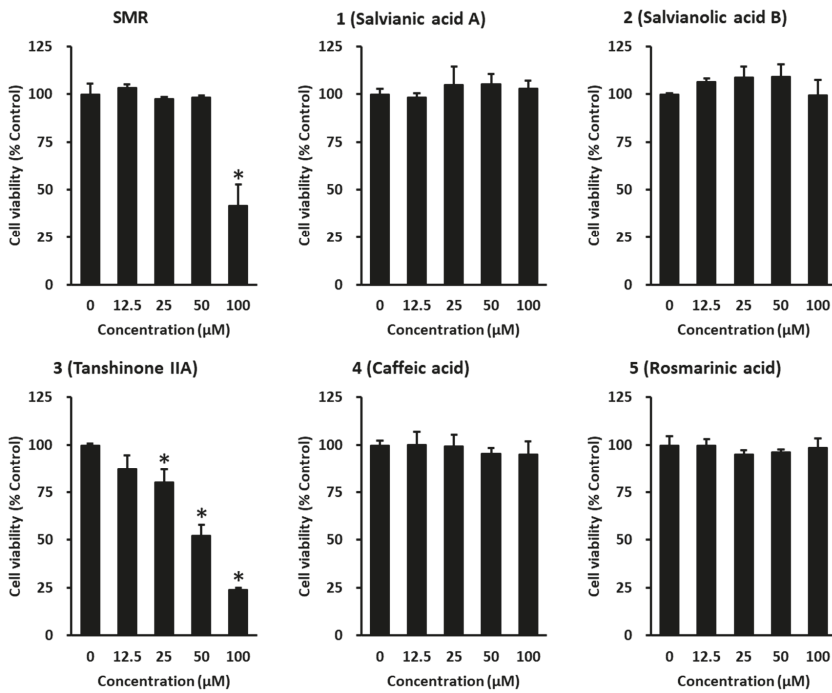 SMR
125
100
75
50
25
0
Cell viability (% Control)
*
0 12.5 25 50 100
Concentration (µM)
1 (Salvianic acid A)
125
100
75
50
25
0
Cell viability (% Control)
0 12.5 25 50 100
Concentration (µM)
2 (Salvianolic acid B)
125
100
75
50
25
0
Cell viability (% Control)
0 12.5 25 50 100
Concentration (µM)
3 (Tanshinone IIA)
125
100
75
50
25
0
Cell viability (% Control)
* * *
0 12.5 25 50 100
Concentration (µM)
4 (Caffeic acid)
125
100
75
50
25
0
Cell viability (% Control)
0 12.5 25 50 100
Concentration (µM)
5 (Rosmarinic acid)
125
100
75
50
25
0
Cell viability (% Control)
0 12.5 25 50 100
Concentration (µM)